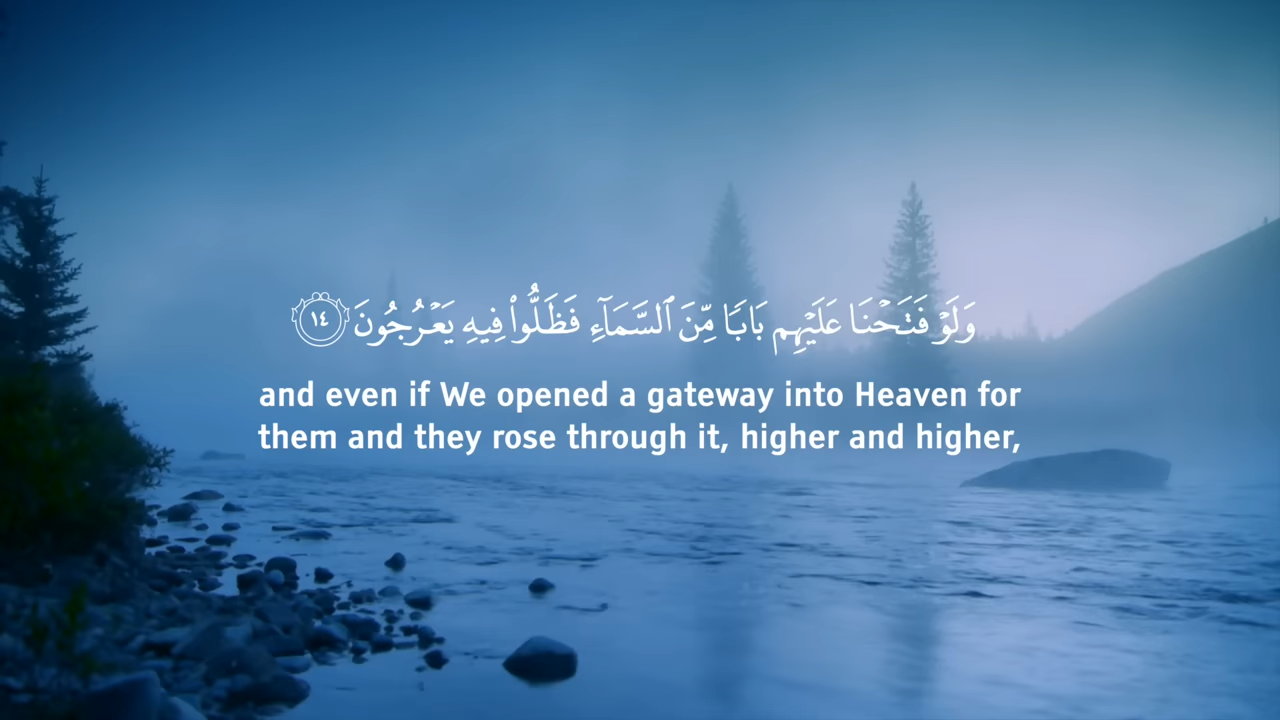 وَلَوْ فَتَحْنَا عَلَيْهِم بَابًا مِّنَ ٱلسَّمَآءِ فَظَلُّوا۟ فِيهِ يَعْرُجُونَ ١٤
and even if We opened a gateway into Heaven for
them and they rose through it, higher and higher,